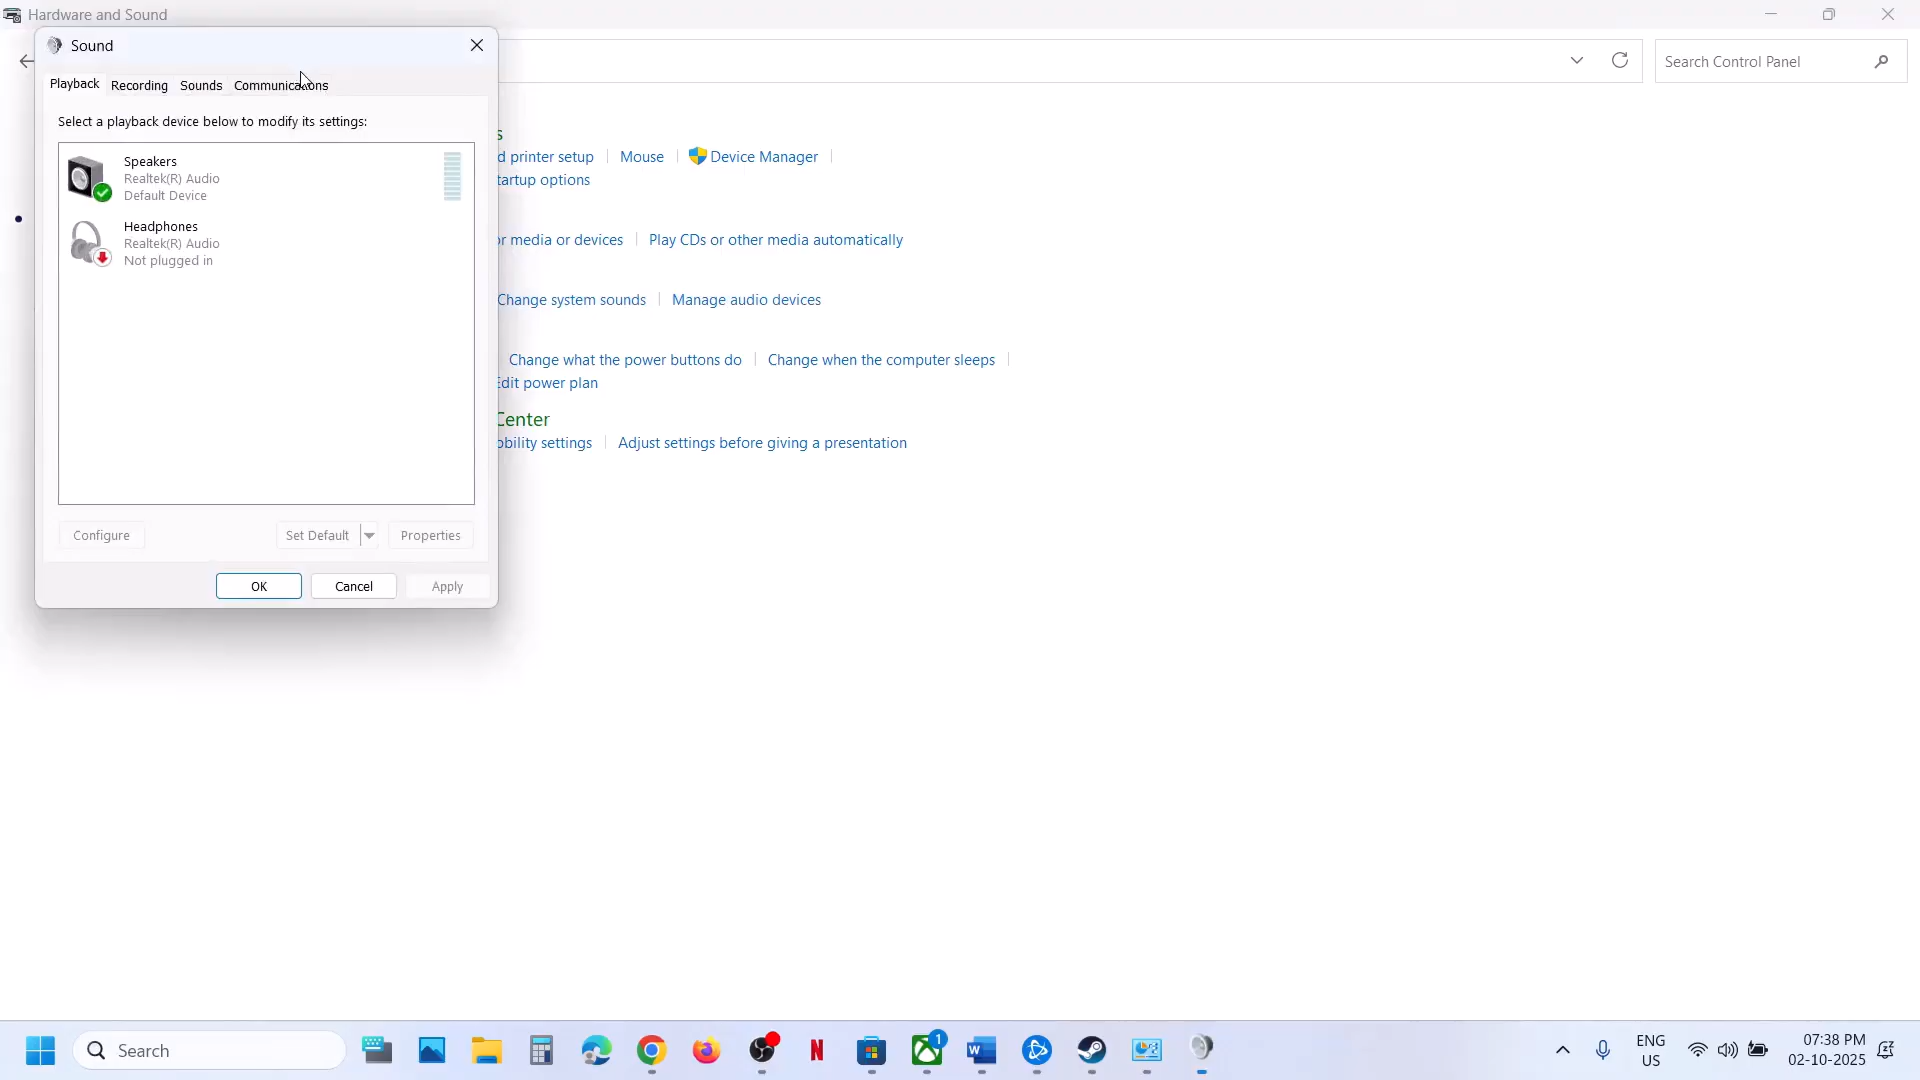 Hardware and Sound
Sound
Search Control Panel
Playback
Recording
Sounds
Communications
Select a playback device below to modify its settings:
Speakers
Realtek(R) Audio
Default Device
Headphones
Realtek(R) Audio
Not plugged in
Configure
Set Default
Properties
OK
Cancel
Apply
s
d printer setup
Mouse
Device Manager
tartup options
or media or devices
Play CDs or other media automatically
Change system sounds
Manage audio devices
Change what the power buttons do
Change when the computer sleeps
Edit power plan
Center
obility settings
Adjust settings before giving a presentation
Search
1
ENG
US
07:38 PM
02-10-2025